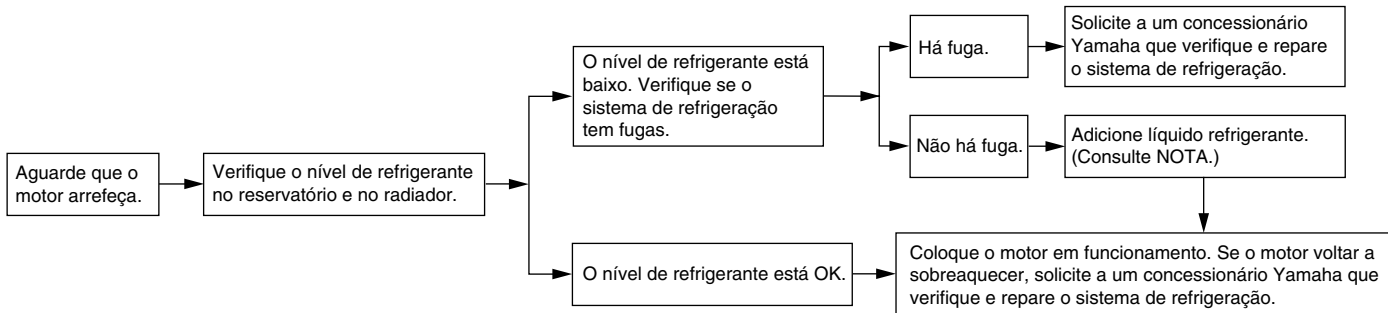 Aguarde que o
motor arrefeça.
Verifique o nível de refrigerante
no reservatório e no radiador.
O nível de refrigerante está
baixo. Verifique se o
sistema de refrigeração
tem fugas.
Há fuga.
Solicite a um concessionário
Yamaha que verifique e repare
o sistema de refrigeração.
Não há fuga.
Adicione líquido refrigerante.
(Consulte NOTA.)
O nível de refrigerante está OK.
Coloque o motor em funcionamento. Se o motor voltar a
sobreaquecer, solicite a um concessionário Yamaha que
verifique e repare o sistema de refrigeração.